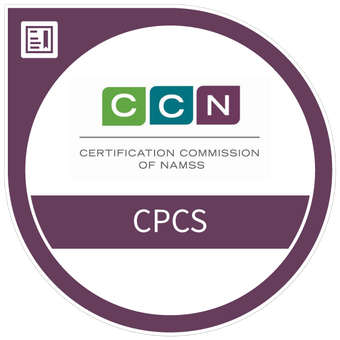 CCN
CERTIFICATION COMMISSION
OF NAMSS
CPCS